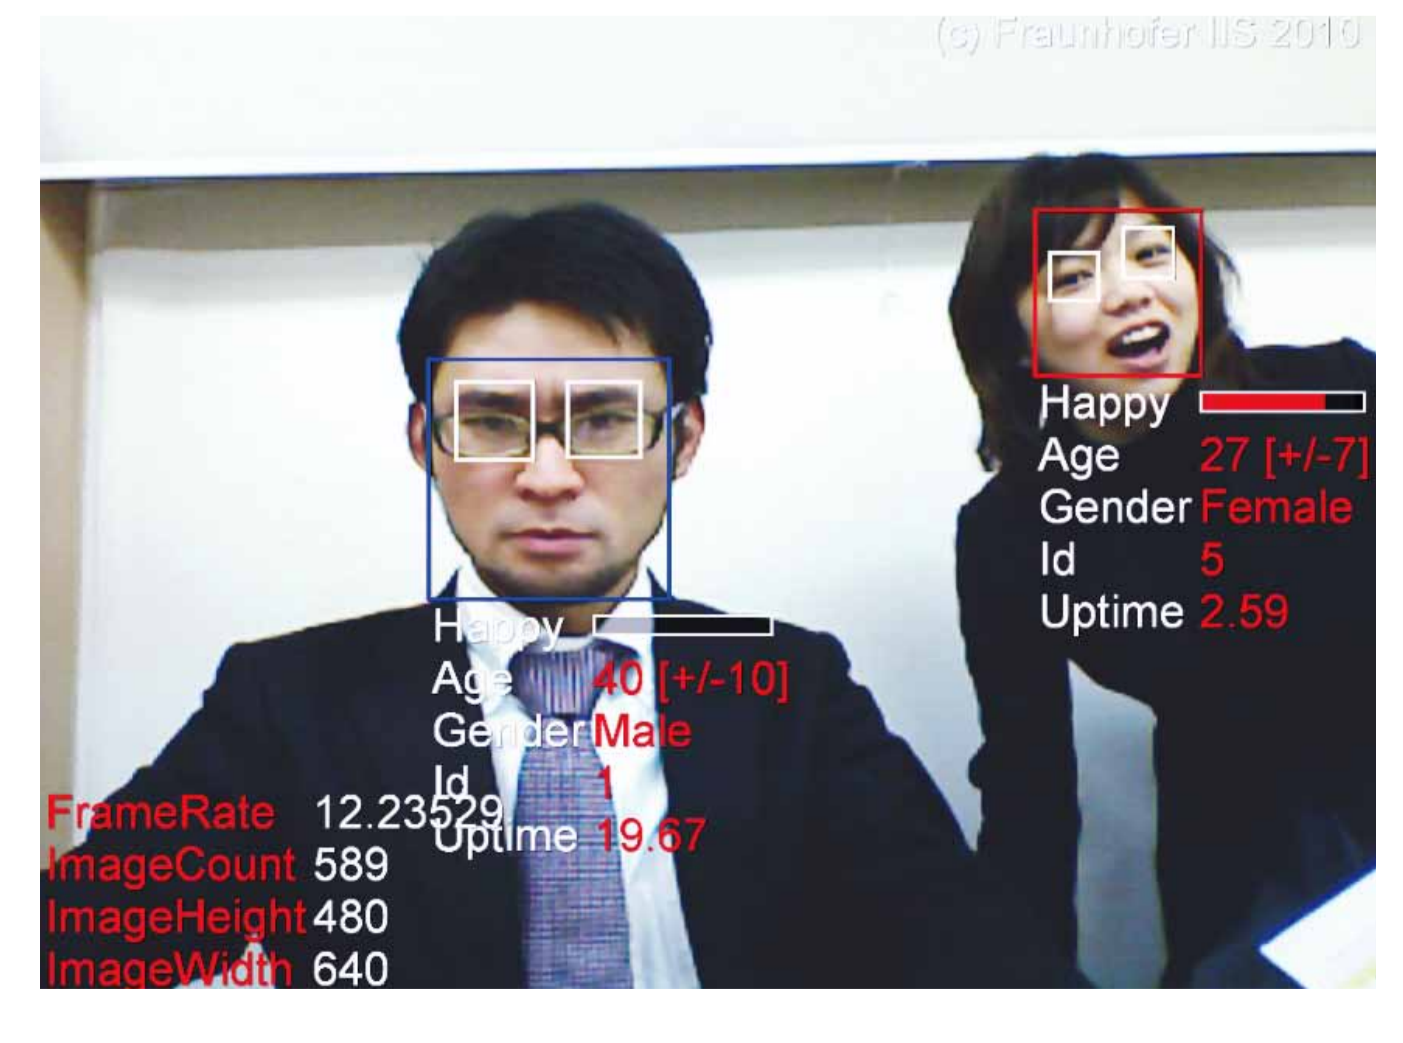 (c) Fraunhofer IIS 2010
Happy
Age 27 [+/-7]
Gender Female
Id 5
Uptime 2.59
Happy
Age 40 [+/-10]
Gender Male
Id 1
Uptime 19.67
FrameRate 12.23529
ImageCount 589
ImageHeight 480
ImageWidth 640